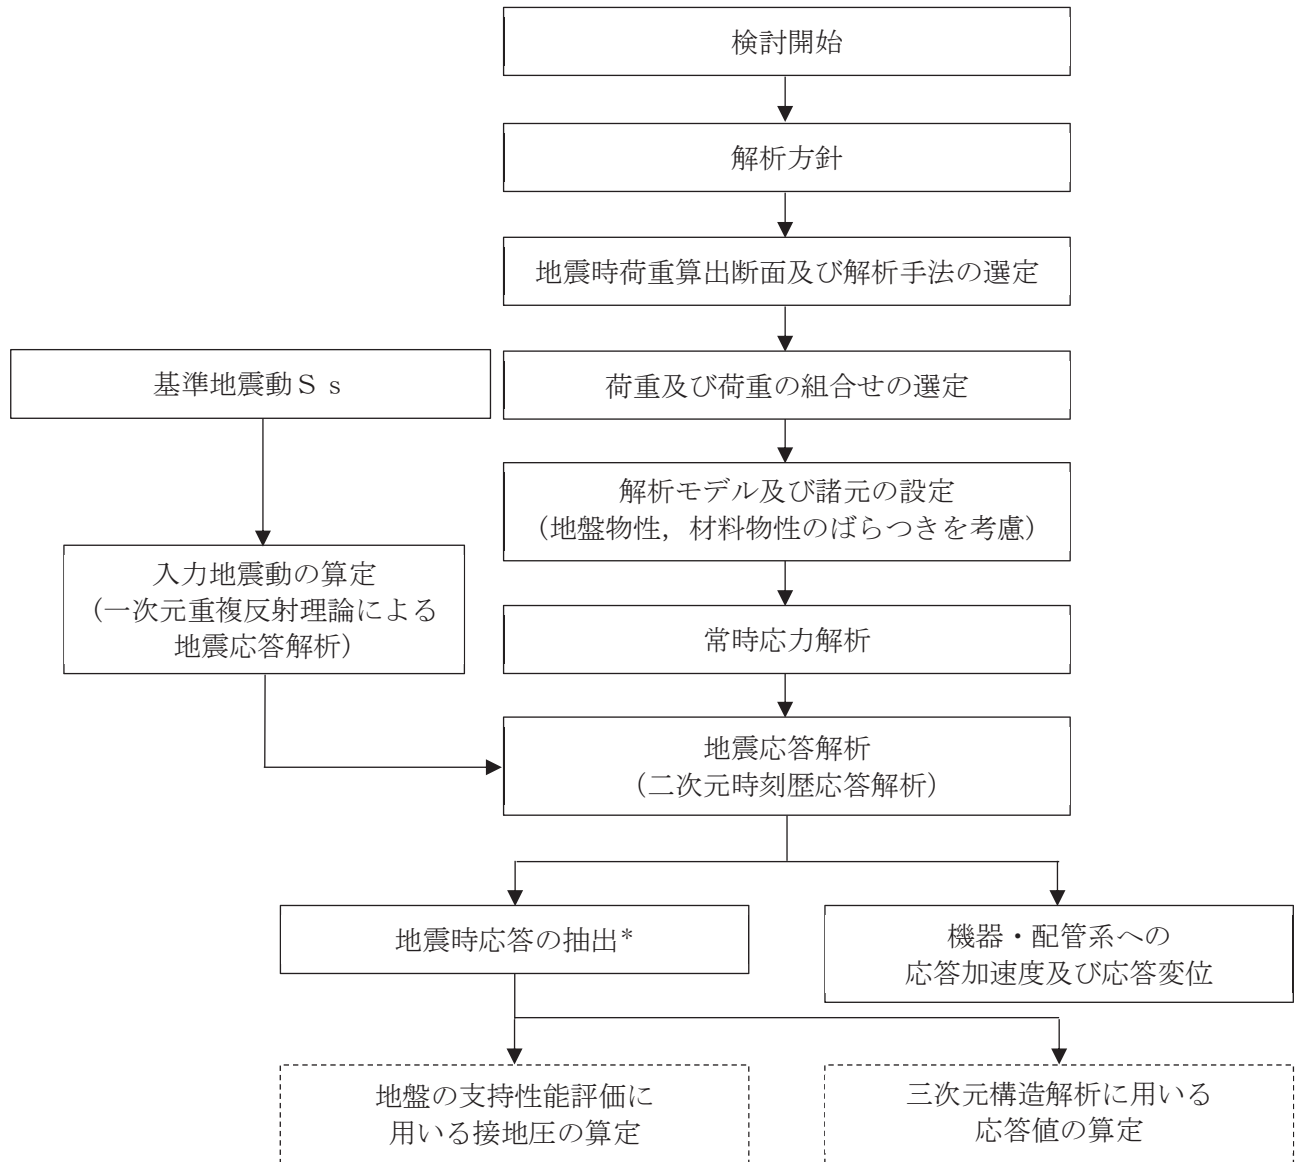 検討開始
解析方針
地震時荷重算出断面及び解析手法の選定
荷重及び荷重の組合せの選定
基準地震動Ｓｓ
解析モデル及び諸元の設定
（地盤物性，材料物性のばらつきを考慮）
入力地震動の算定
（一次元重複反射理論による
地震応答解析）
常時応力解析
地震応答解析
（二次元時刻歴応答解析）
地震時応答の抽出*
機器・配管系への
応答加速度及び応答変位
地盤の支持性能評価に
用いる接地圧の算定
三次元構造解析に用いる
応答値の算定